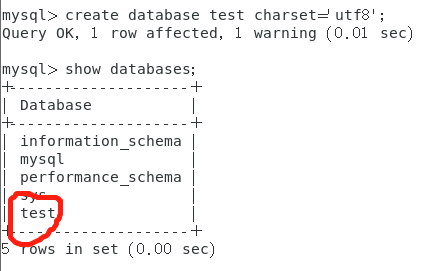 mysql> create database test charset='utf8';
Query OK, 1 row affected, 1 warning (0.01 sec)
mysql> show databases;
+--------------------+
| Database           |
+--------------------+
| information_schema |
| mysql              |
| performance_schema |
| sys                |
| test               |
+--------------------+
5 rows in set (0.00 sec)